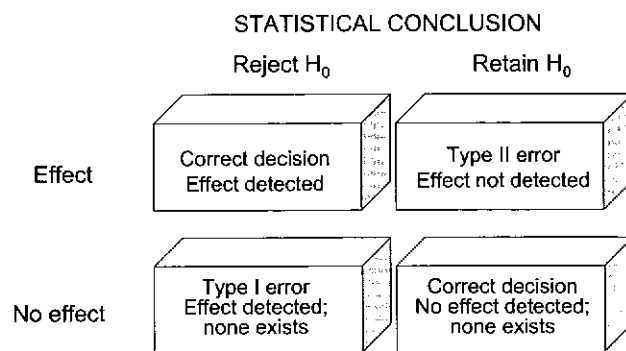 STATISTICAL CONCLUSION
Reject H₀
Retain H₀
Effect
Correct decision
Effect detected
Type II error
Effect not detected
No effect
Type I error
Effect detected;
none exists
Correct decision
No effect detected;
none exists